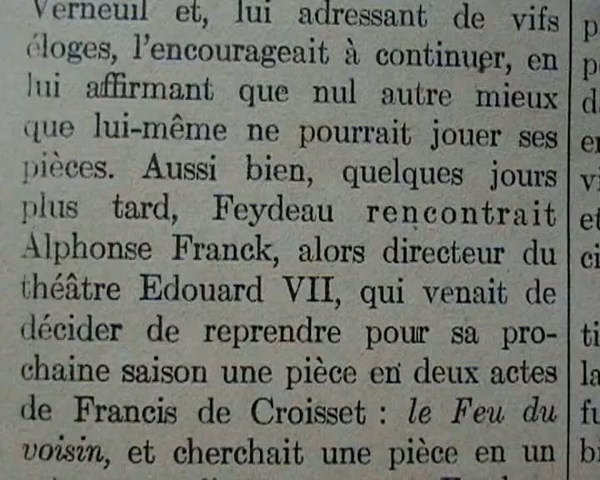 Verneuil et, lui adressant de vifs
éloges, l'encourageait à continuer, en
lui affirmant que nul autre mieux
que lui-même ne pourrait jouer ses
pièces. Aussi bien, quelques jours
plus tard, Feydeau rencontrait
Alphonse Franck, alors directeur du
théâtre Edouard VII, qui venait de
décider de reprendre pour sa pro-
chaine saison une pièce en deux actes
de Francis de Croisset : le Feu du
voisin, et cherchait une pièce en un